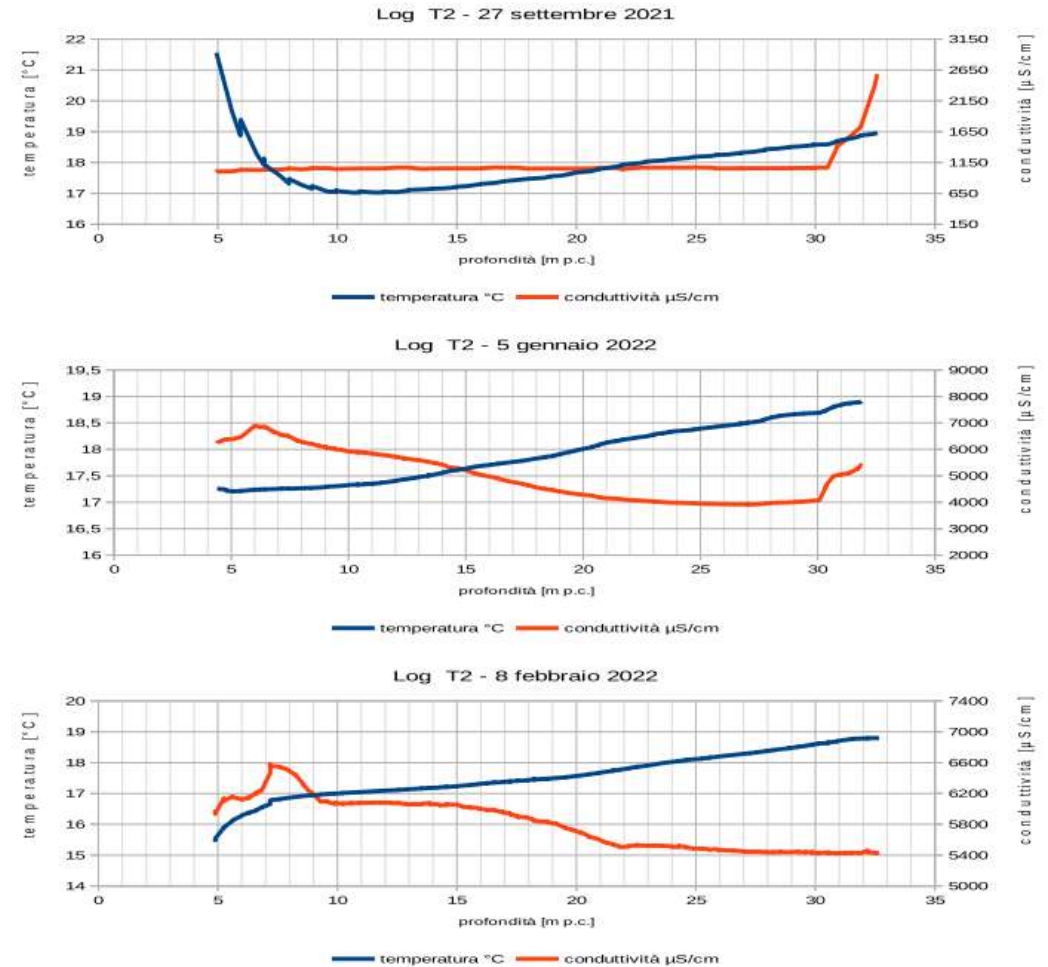 Log T2 - 27 settembre 2021
temperatura [°C]
22
21
20
19
18
17
16
3150
2650
2150
1650
1150
650
150
conduttività [µS/cm]
0 5 10 15 20 25 30 35
profondità [m p.c.]
temperatura °C conduttività µS/cm
Log T2 - 5 gennaio 2022
temperatura [°C]
19.5
19
18.5
18
17.5
17
16.5
16
9000
8000
7000
6000
5000
4000
3000
2000
conduttività [µS/cm]
0 5 10 15 20 25 30 35
profondità [m p.c.]
temperatura °C conduttività µS/cm
Log T2 - 8 febbraio 2022
temperatura [°C]
20
19
18
17
16
15
14
7400
7000
6600
6200
5800
5400
5000
conduttività [µS/cm]
0 5 10 15 20 25 30 35
profondità [m p.c.]
temperatura °C conduttività µS/cm